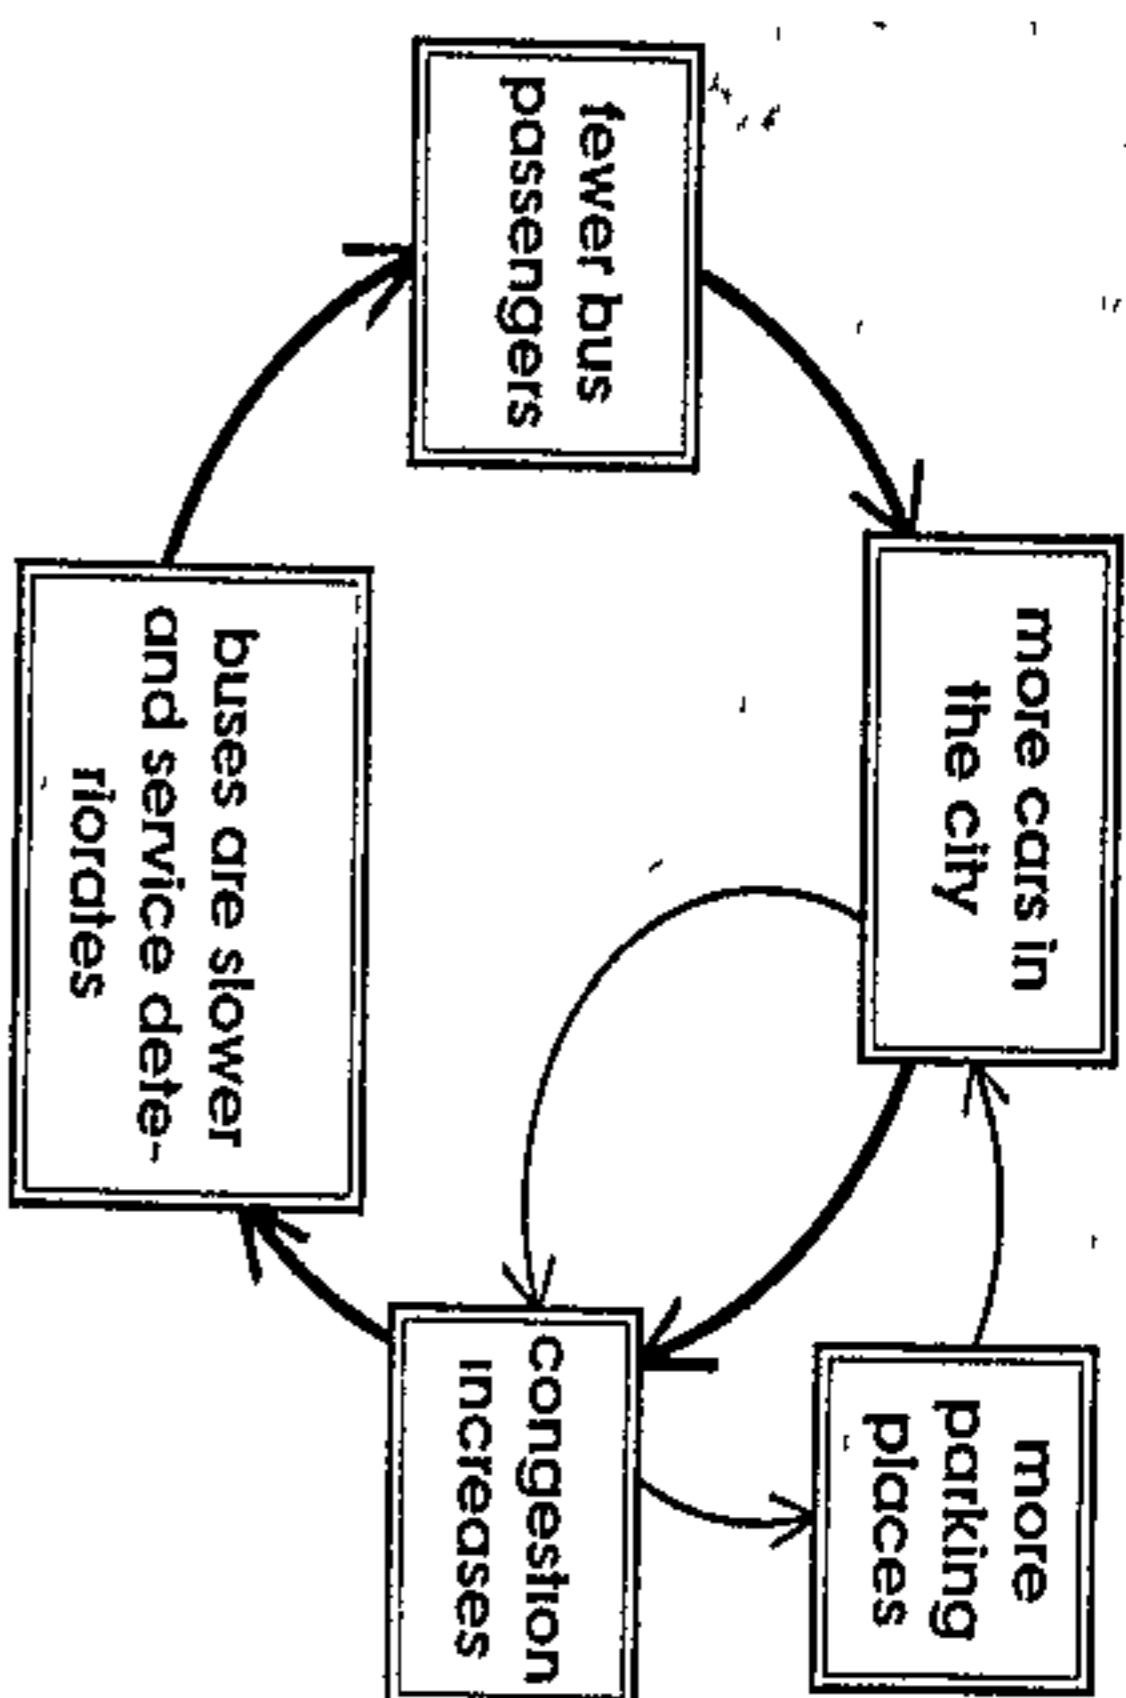 more cars in
the city
more
parking
places
fewer bus
passengers
congestion
increases
buses are slower
and service dete-
riorates